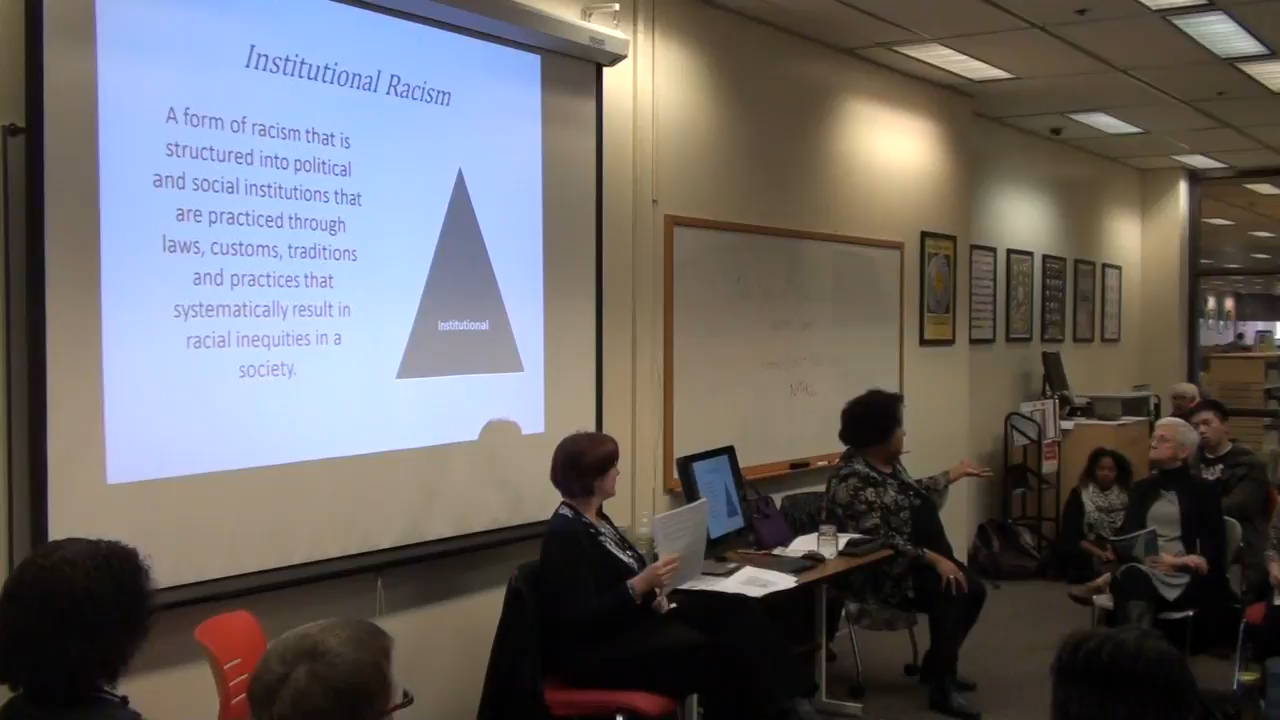 Institutional Racism
A form of racism that is
structured into political
and social institutions that
are practiced through
laws, customs, traditions
and practices that
systematically result in
racial inequities in a
society.
Institutional